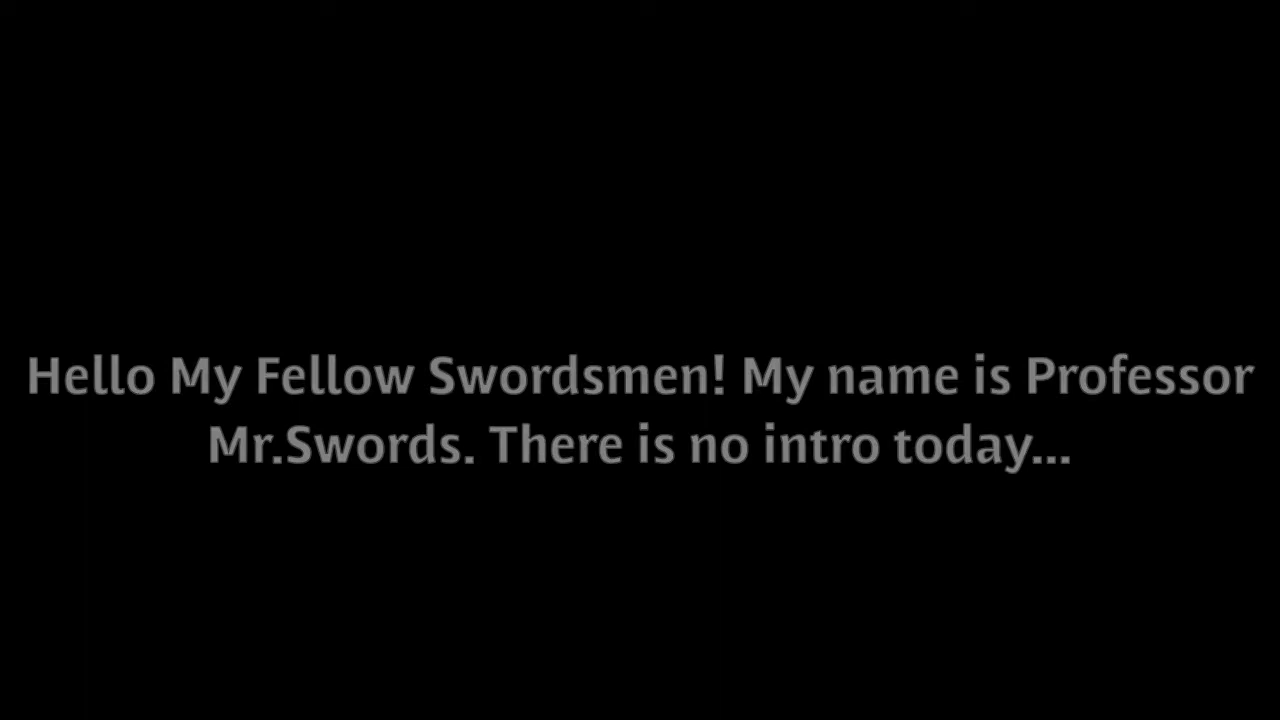 Hello My Fellow Swordsmen! My name is Professor
Mr.Swords. There is no intro today...